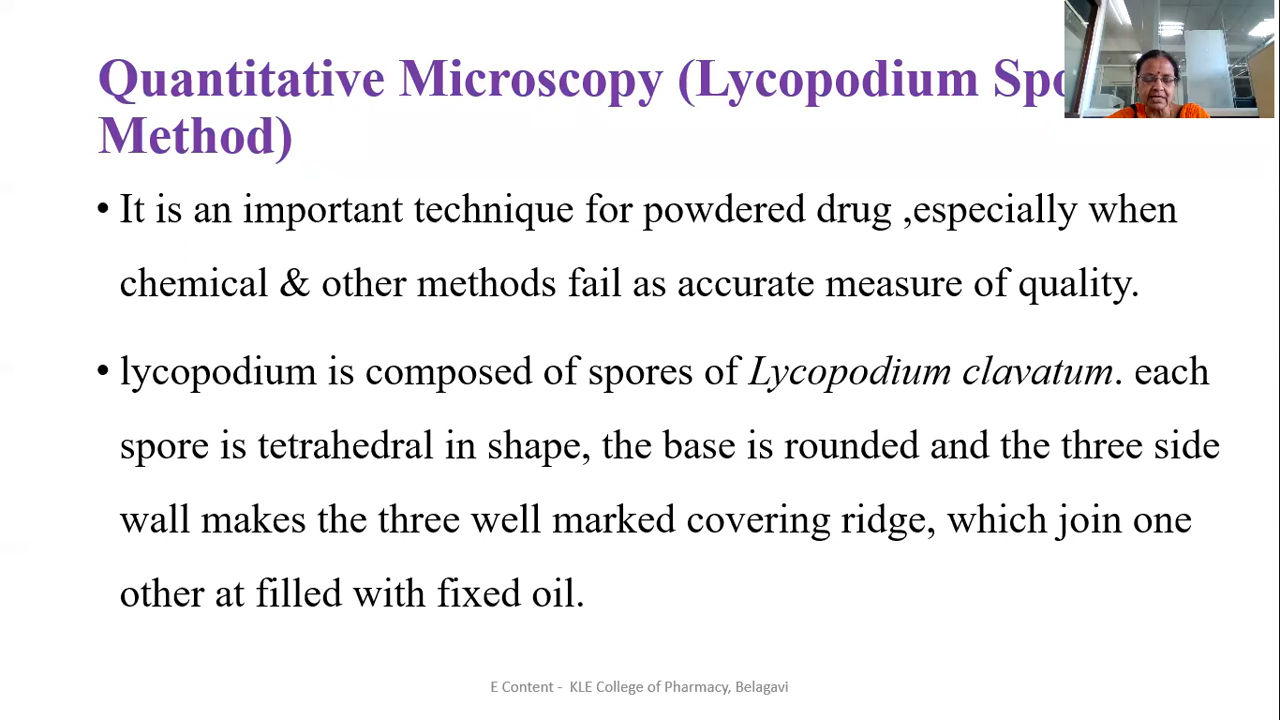 Quantitative Microscopy (Lycopodium
Method)
• It is an important technique for powdered drug ,especially when
chemical & other methods fail as accurate measure of quality.
• lycopodium is composed of spores of Lycopodium clavatum. each
spore is tetrahedral in shape, the base is rounded and the three side
wall makes the three well marked covering ridge, which join one
other at filled with fixed oil.
E Content - KLE College of Pharmacy, Belagavi